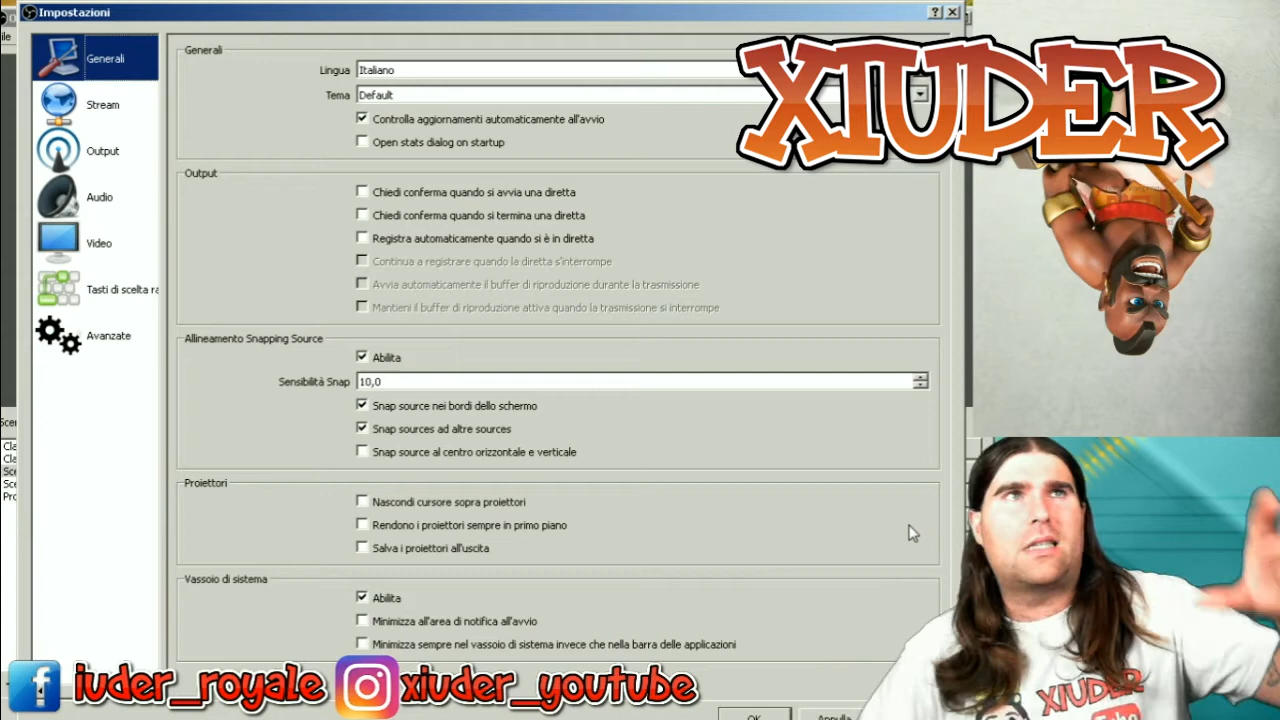 Impostazioni
Generali
Stream
Output
Audio
Video
Tasti di scelta ra
Avanzate
Generali
Lingua Italiano
Tema Default
Controlla aggiornamenti automaticamente all'avvio
Open stats dialog on startup
Output
Chiedi conferma quando si avvia una diretta
Chiedi conferma quando si termina una diretta
Registra automaticamente quando si è in diretta
Continua a registrare quando la diretta s'interrompe
Avvia automaticamente il buffer di riproduzione durante la trasmissione
Mantieni il buffer di riproduzione attiva quando la trasmissione si interrompe
Allineamento Snapping Source
Abilita
Sensibilità Snap 10,0
Snap source nei bordi dello schermo
Snap sources ad altre sources
Snap source al centro orizzontale e verticale
Proiettori
Nascondi cursore sopra proiettori
Rendono i proiettori sempre in primo piano
Salva i proiettori all'uscita
Vassoio di sistema
Abilita
Minimizza all'area di notifica all'avvio
Minimizza sempre nel vassoio di sistema invece che nella barra delle applicazioni
OK Annulla
XIUDER
XIUDER
iuder_royale
xiuder_youtube